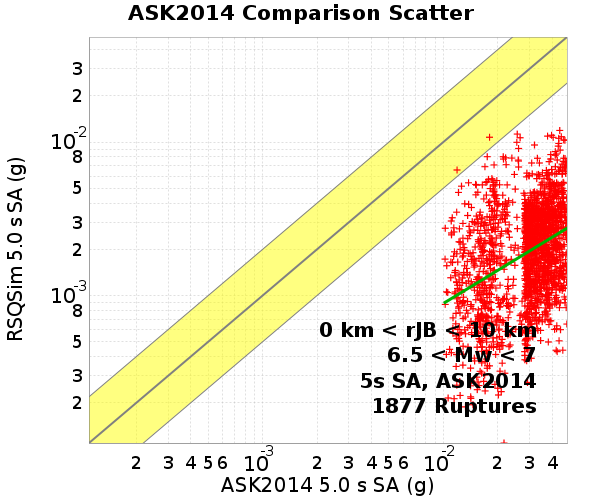 ASK2014 Comparison Scatter
RSQSim 5.0 s SA (g)
3
2
10-2
8
5
3
2
10-3
8
5
3
2
0 km < rJB < 10 km
6.5 < Mw < 7
5s SA, ASK2014
1877 Ruptures
2 3 4 5 6 10-3 2 3 4 5 6 10-2 2 3 4
ASK2014 5.0 s SA (g)